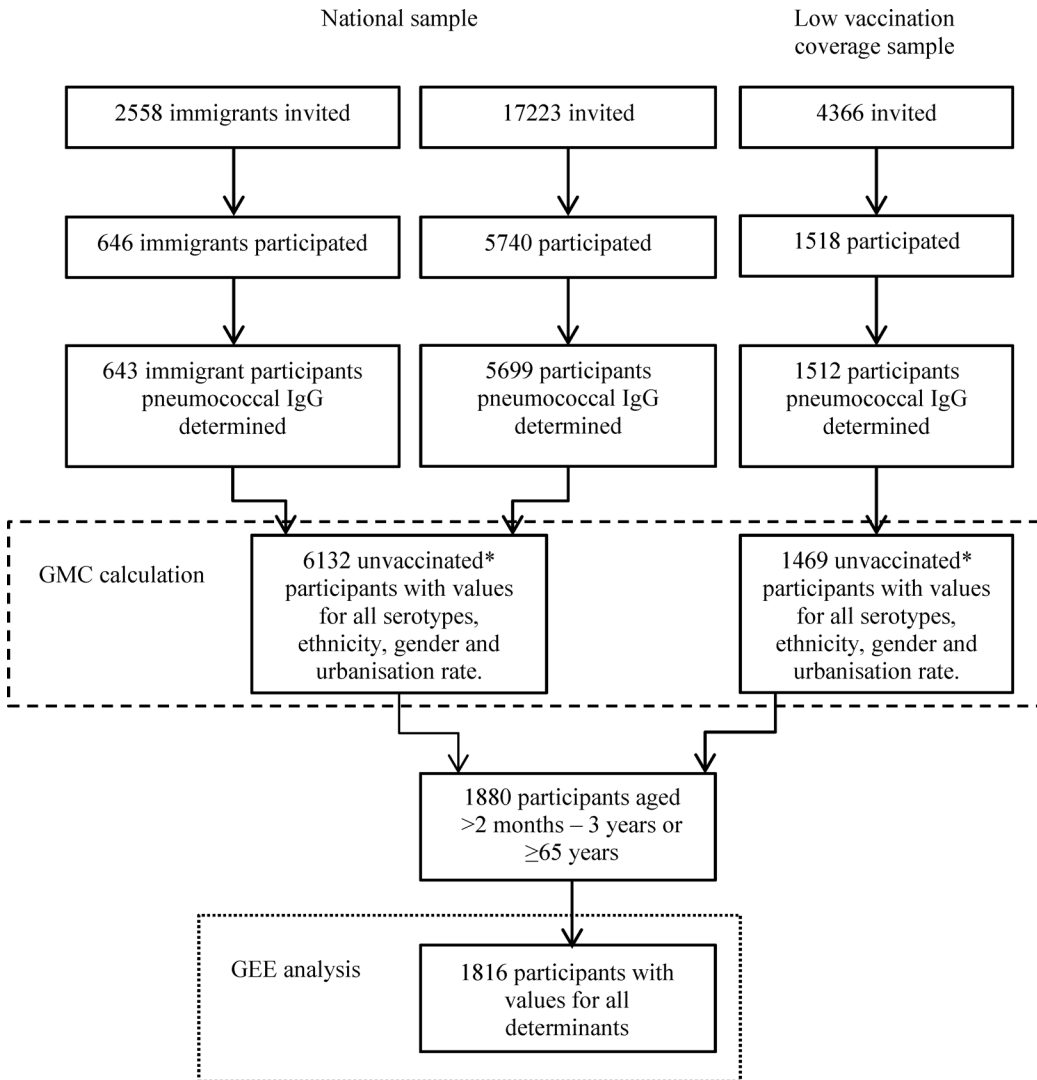 National sample
Low vaccination
coverage sample
2558 immigrants invited
17223 invited
4366 invited
646 immigrants participated
5740 participated
1518 participated
643 immigrant participants
pneumococcal IgG
determined
5699 participants
pneumococcal IgG
determined
1512 participants
pneumococcal IgG
determined
GMC calculation
6132 unvaccinated*
participants with values
for all serotypes,
ethnicity, gender and
urbanisation rate.
1469 unvaccinated*
participants with values
for all serotypes,
ethnicity, gender and
urbanisation rate.
1880 participants aged
>2 months – 3 years or
≥65 years
GEE analysis
1816 participants with
values for all
determinants